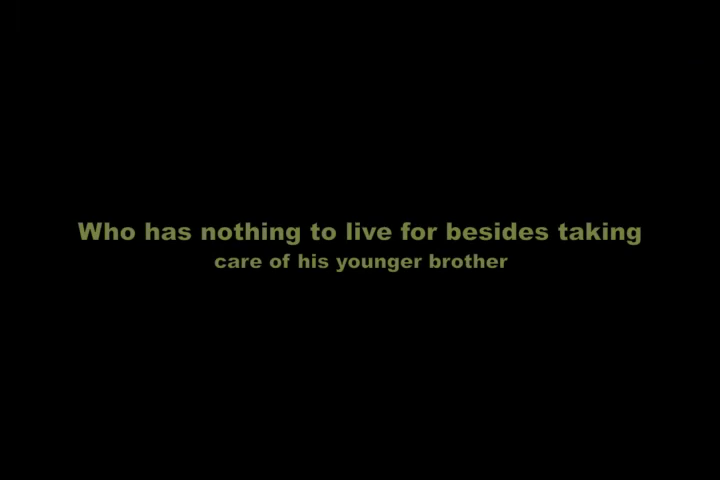 Who has nothing to live for besides taking
care of his younger brother